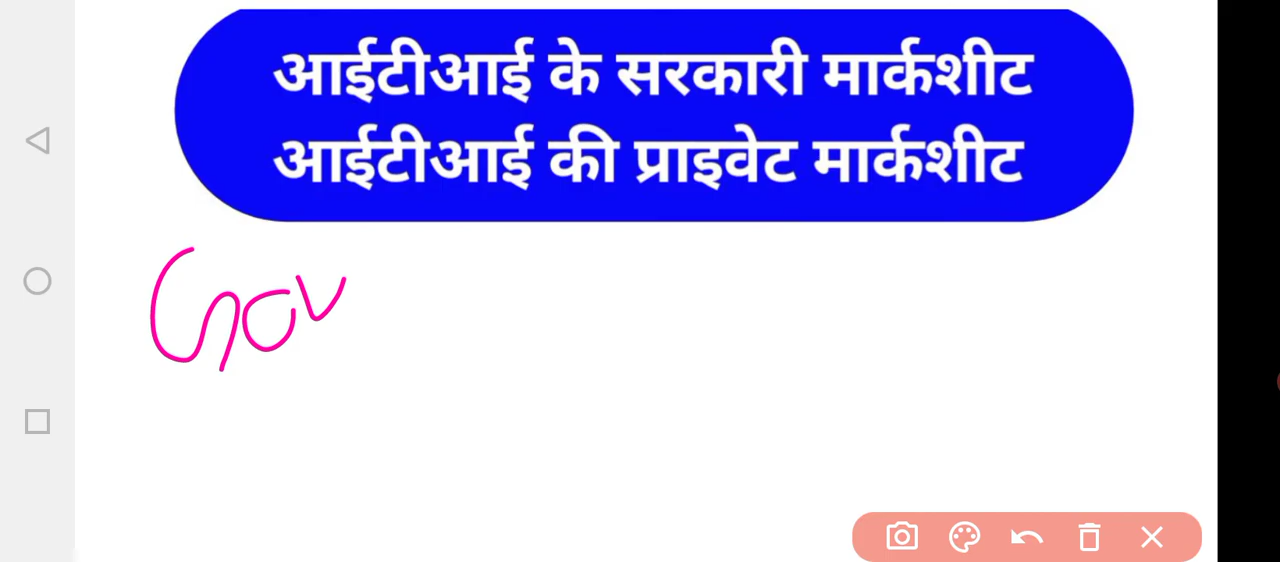 आईटीआई के सरकारी मार्कशीट
आईटीआई की प्राइवेट मार्कशीट
Gov